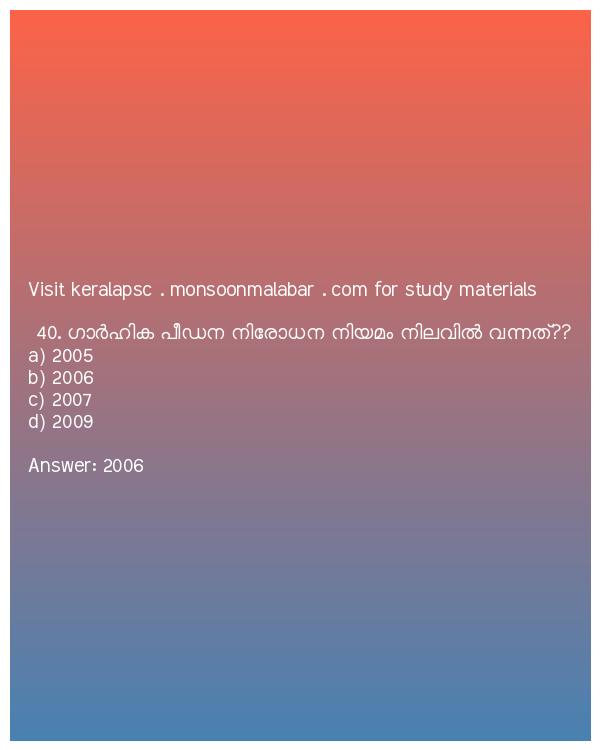 Visit keralapsc . monsoonmalabar . com for study materials
40. ഗാർഹിക പീഡന നിരോധന നിയമം നിലവിൽ വന്നത്??
a) 2005
b) 2006
c) 2007
d) 2009
Answer: 2006